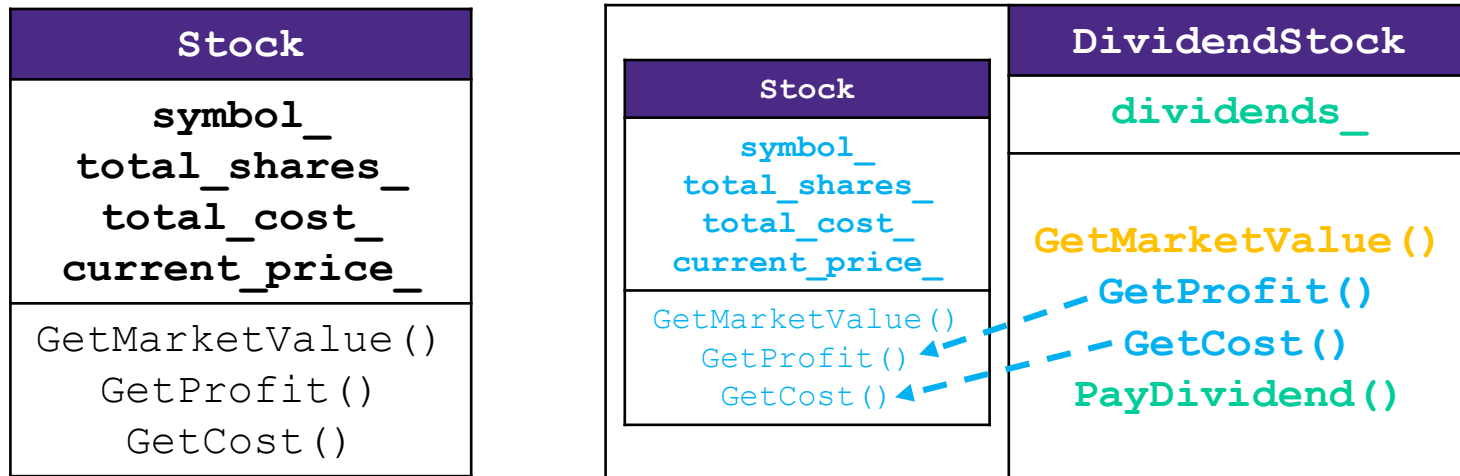 Stock
symbol_
total_shares_
total_cost_
current_price_
GetMarketValue()
GetProfit()
GetCost()
Stock
symbol_
total_shares_
total_cost_
current_price_
GetMarketValue()
GetProfit()
GetCost()
DividendStock
dividends_
GetMarketValue()
GetProfit()
GetCost()
PayDividend()